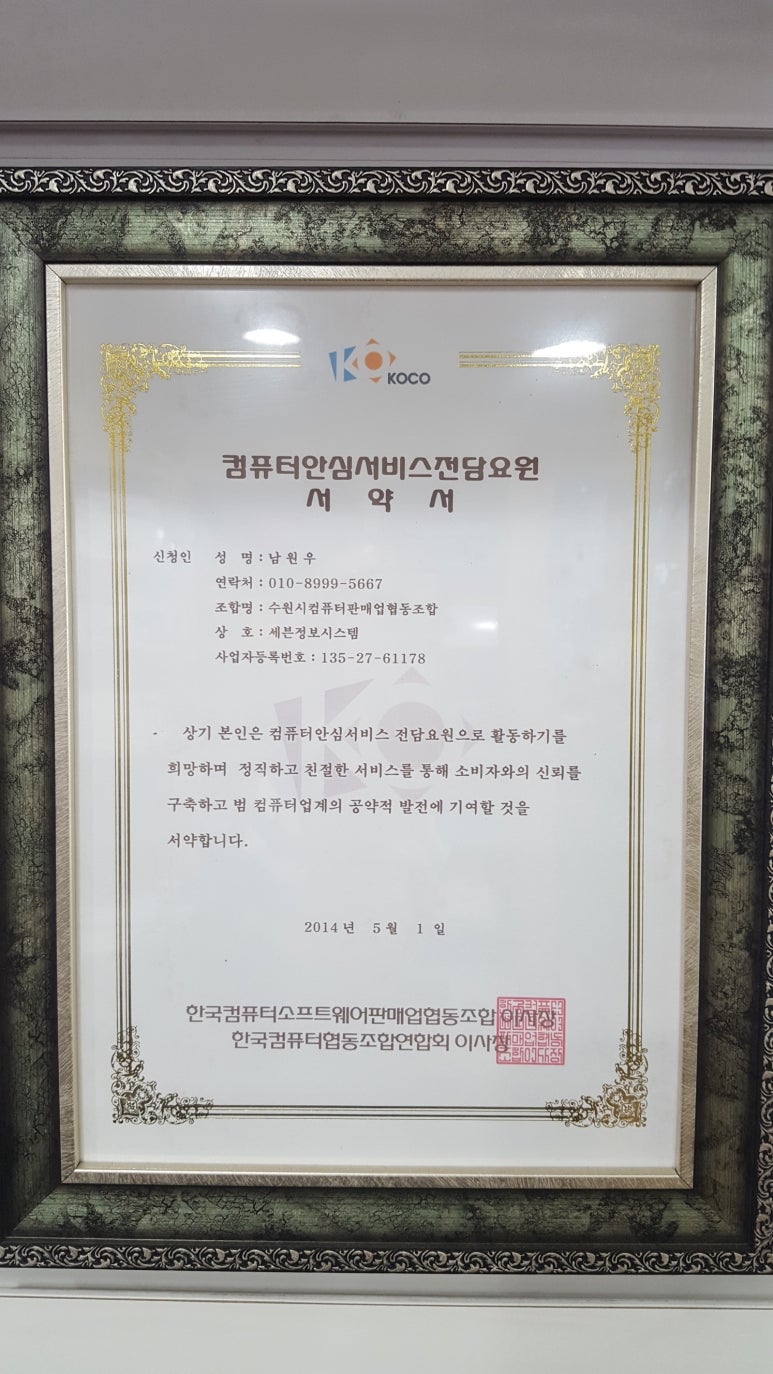 KOCO
컴퓨터안심서비스전담요원
서 약 서
신청인 성 명 : 남 원 우
연락처 : 010-8999-5667
조합명 : 수원시컴퓨터판매업협동조합
상 호 : 세븐정보시스템
사업자등록번호 : 135-27-61178
- 상기 본인은 컴퓨터안심서비스 전담요원으로 활동하기를
희망하며 정직하고 친절한 서비스를 통해 소비자와의 신뢰를
구축하고 범 컴퓨터업계의 공약적 발전에 기여할 것을
서약합니다.
2014년 5월 1일
한국컴퓨터소프트웨어판매업협동조합 이사장
한국컴퓨터협동조합연합회 이사장